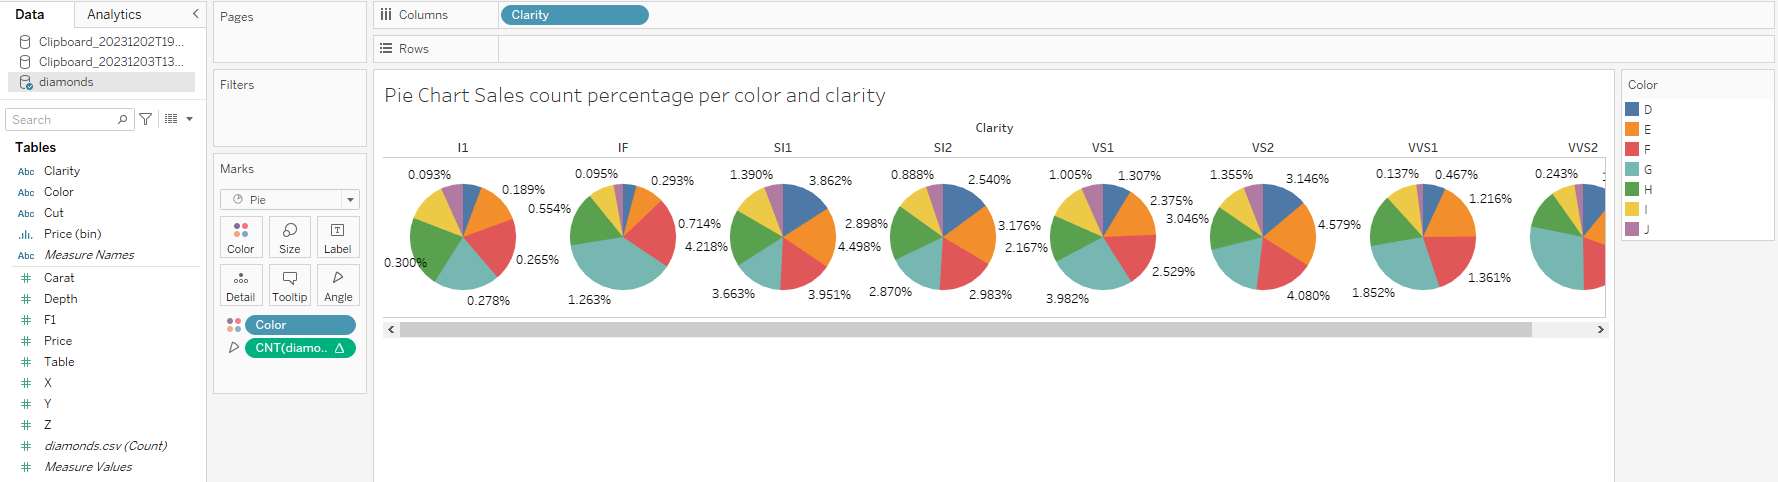 Data
Analytics
Clipboard_20231202T19...
Clipboard_20231203T13...
diamonds
Search
Tables
Abc Clarity
Abc Color
Abc Cut
Price (bin)
Abc Measure Names
Carat
Depth
F1
Price
Table
X
Y
Z
diamonds.csv (Count)
Measure Values
Pages
Filters
Marks
Pie
Color Size Label
Detail Tooltip Angle
Color
CNT(diamo.. Δ
Columns
Clarity
Rows
Pie Chart Sales count percentage per color and clarity
Clarity
I1 IF SI1 SI2 VS1 VS2 VVS1 VVS2
0.093% 0.189% 0.265% 0.278% 0.300%
0.095% 0.293% 0.714% 1.263% 0.554%
1.390% 3.862% 4.498% 3.951% 3.663% 4.218% 2.898%
0.888% 2.540% 3.176% 2.983% 2.870%
1.005% 1.307% 2.375% 2.529% 3.982% 2.167%
1.355% 3.146% 4.579% 4.080% 3.046%
0.137% 0.467% 1.216% 1.361% 1.852%
0.243%
Color
D
E
F
G
H
I
J